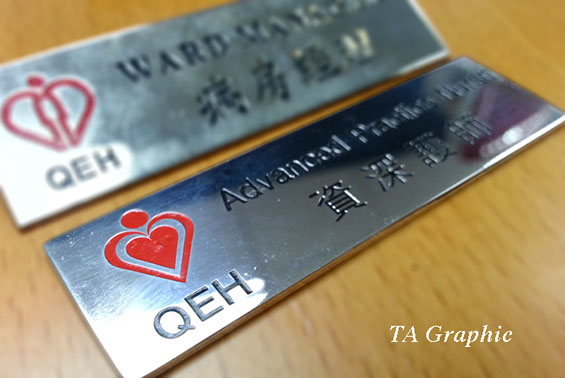 WARD MANAGER
病房經理
QEH
Advanced Practice Nurse
資深護師
QEH
TA Graphic